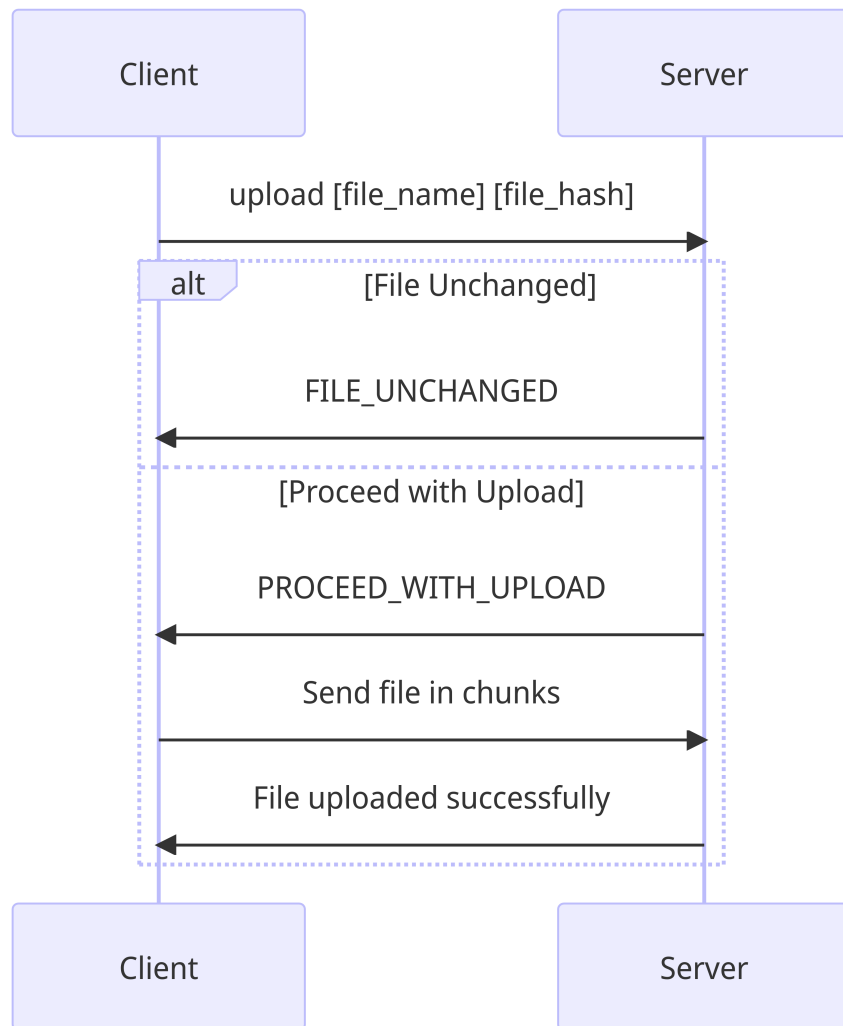 Client
Server
upload [file_name] [file_hash]
alt
[File Unchanged]
FILE_UNCHANGED
[Proceed with Upload]
PROCEED_WITH_UPLOAD
Send file in chunks
File uploaded successfully
Client
Server